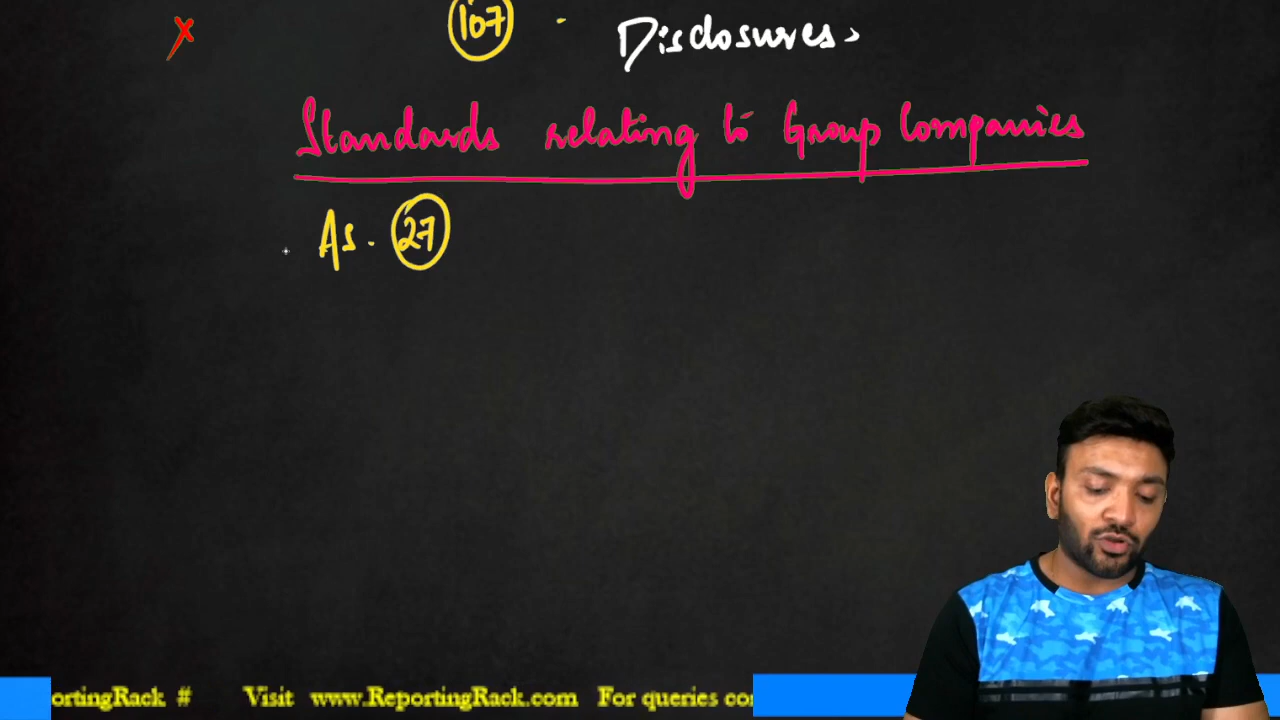 x 107 - Disclosures
Standards relating to Group Companies
As. 27
ortingRack # Visit www.ReportingRack.com For queries co